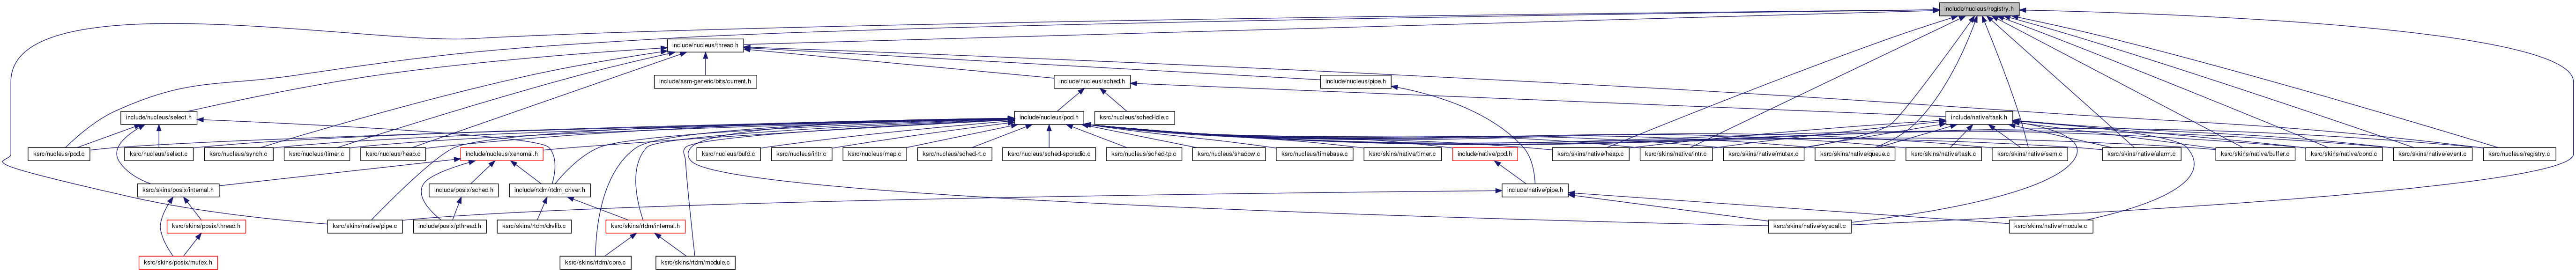 include/nucleus/registry.h
include/nucleus/thread.h
include/asm-generic/bits/current.h
include/nucleus/sched.h
include/nucleus/pipe.h
include/nucleus/select.h
include/nucleus/pod.h
ksrc/nucleus/sched-idle.c
include/native/task.h
ksrc/nucleus/pod.c
ksrc/nucleus/select.c
ksrc/nucleus/synch.c
ksrc/nucleus/timer.c
ksrc/nucleus/heap.c
include/nucleus/xenomai.h
ksrc/nucleus/bufd.c
ksrc/nucleus/intr.c
ksrc/nucleus/map.c
ksrc/nucleus/sched-rt.c
ksrc/nucleus/sched-sporadic.c
ksrc/nucleus/sched-tp.c
ksrc/nucleus/shadow.c
ksrc/nucleus/timebase.c
ksrc/skins/native/timer.c
include/native/ppd.h
ksrc/skins/native/heap.c
ksrc/skins/native/intr.c
ksrc/skins/native/mutex.c
ksrc/skins/native/queue.c
ksrc/skins/native/task.c
ksrc/skins/native/sem.c
ksrc/skins/native/alarm.c
ksrc/skins/native/buffer.c
ksrc/skins/native/cond.c
ksrc/skins/native/event.c
ksrc/nucleus/registry.c
ksrc/skins/posix/internal.h
include/posix/sched.h
include/rtdm/rtdm_driver.h
include/native/pipe.h
ksrc/skins/posix/thread.h
ksrc/skins/native/pipe.c
include/posix/pthread.h
ksrc/skins/rtdm/drvlib.c
ksrc/skins/rtdm/internal.h
ksrc/skins/native/syscall.c
ksrc/skins/native/module.c
ksrc/skins/posix/mutex.h
ksrc/skins/rtdm/core.c
ksrc/skins/rtdm/module.c